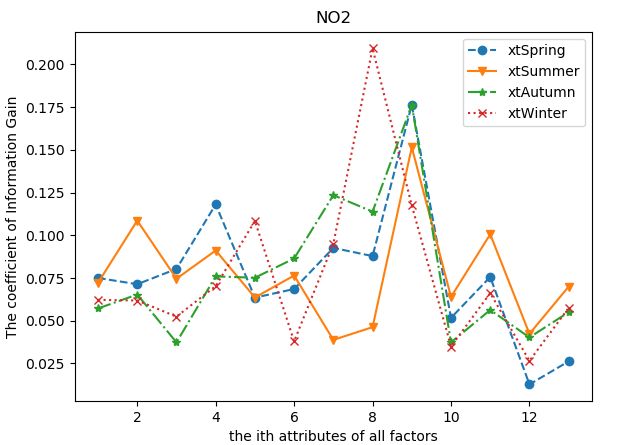 NO2
The coefficient of Information Gain
0.200
0.175
0.150
0.125
0.100
0.075
0.050
0.025
xtSpring
xtSummer
xtAutumn
xtWinter
2 4 6 8 10 12
the ith attributes of all factors